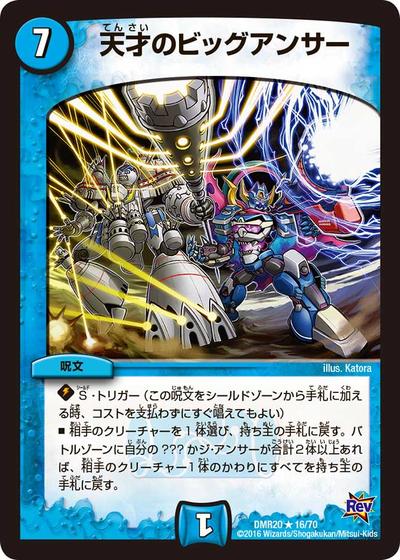 7
てんさい
天才のビッグアンサー
呪文
illus. Katora
S・トリガー(この呪文をシールドゾーンから手札に加える時、コストを支払わずにすぐ唱えてもよい)
■ 相手のクリーチャーを1体選び、持ち主の手札に戻す。バトルゾーンに自分の ??? かジ・アンサーが合計2体以上あれば、相手のクリーチャー1体のかわりにすべてを持ち主の手札に戻す。
1
Rev
DMR20 ★ 16/70
©2016 Wizards/Shogakukan/Mitsui-Kids